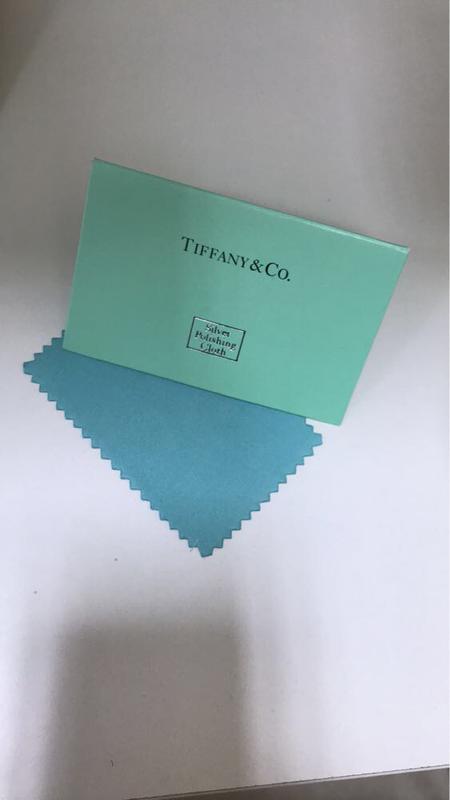 TIFFANY & CO.
Silver
Polishing
Cloth